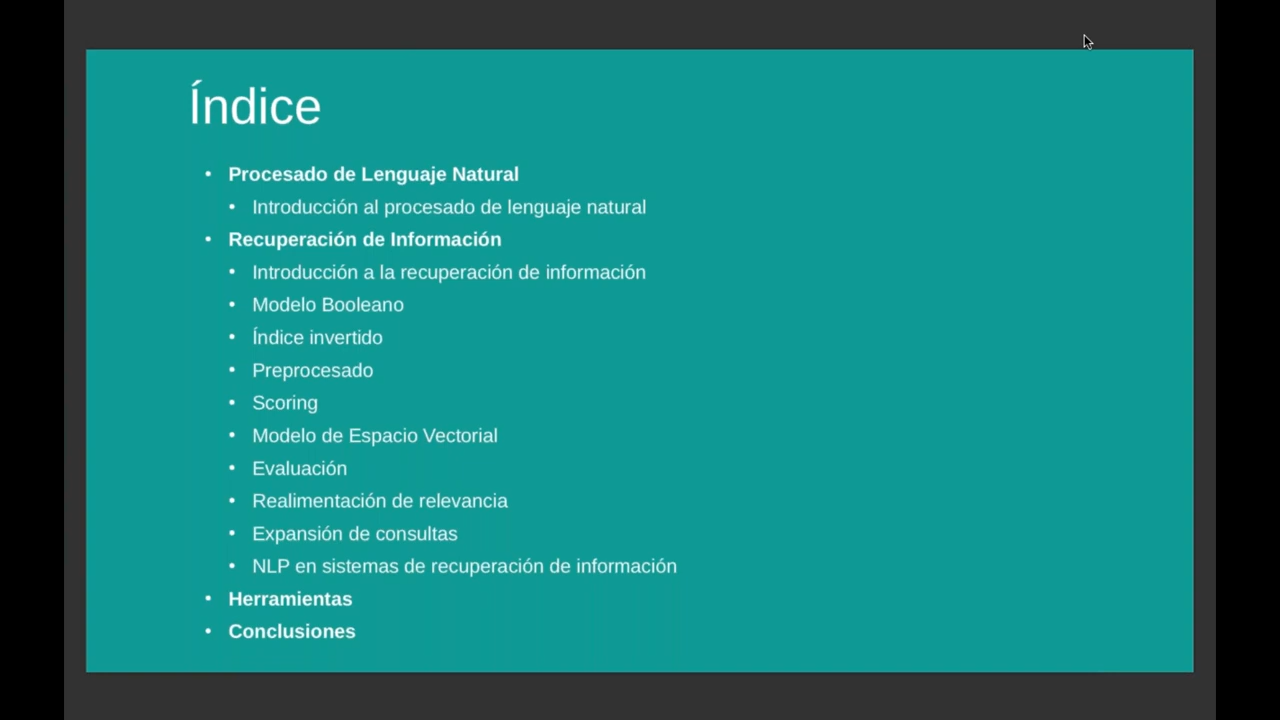 Índice
• Procesado de Lenguaje Natural
• Introducción al procesado de lenguaje natural
• Recuperación de Información
• Introducción a la recuperación de información
• Modelo Booleano
• Índice invertido
• Preprocesado
• Scoring
• Modelo de Espacio Vectorial
• Evaluación
• Realimentación de relevancia
• Expansión de consultas
• NLP en sistemas de recuperación de información
• Herramientas
• Conclusiones